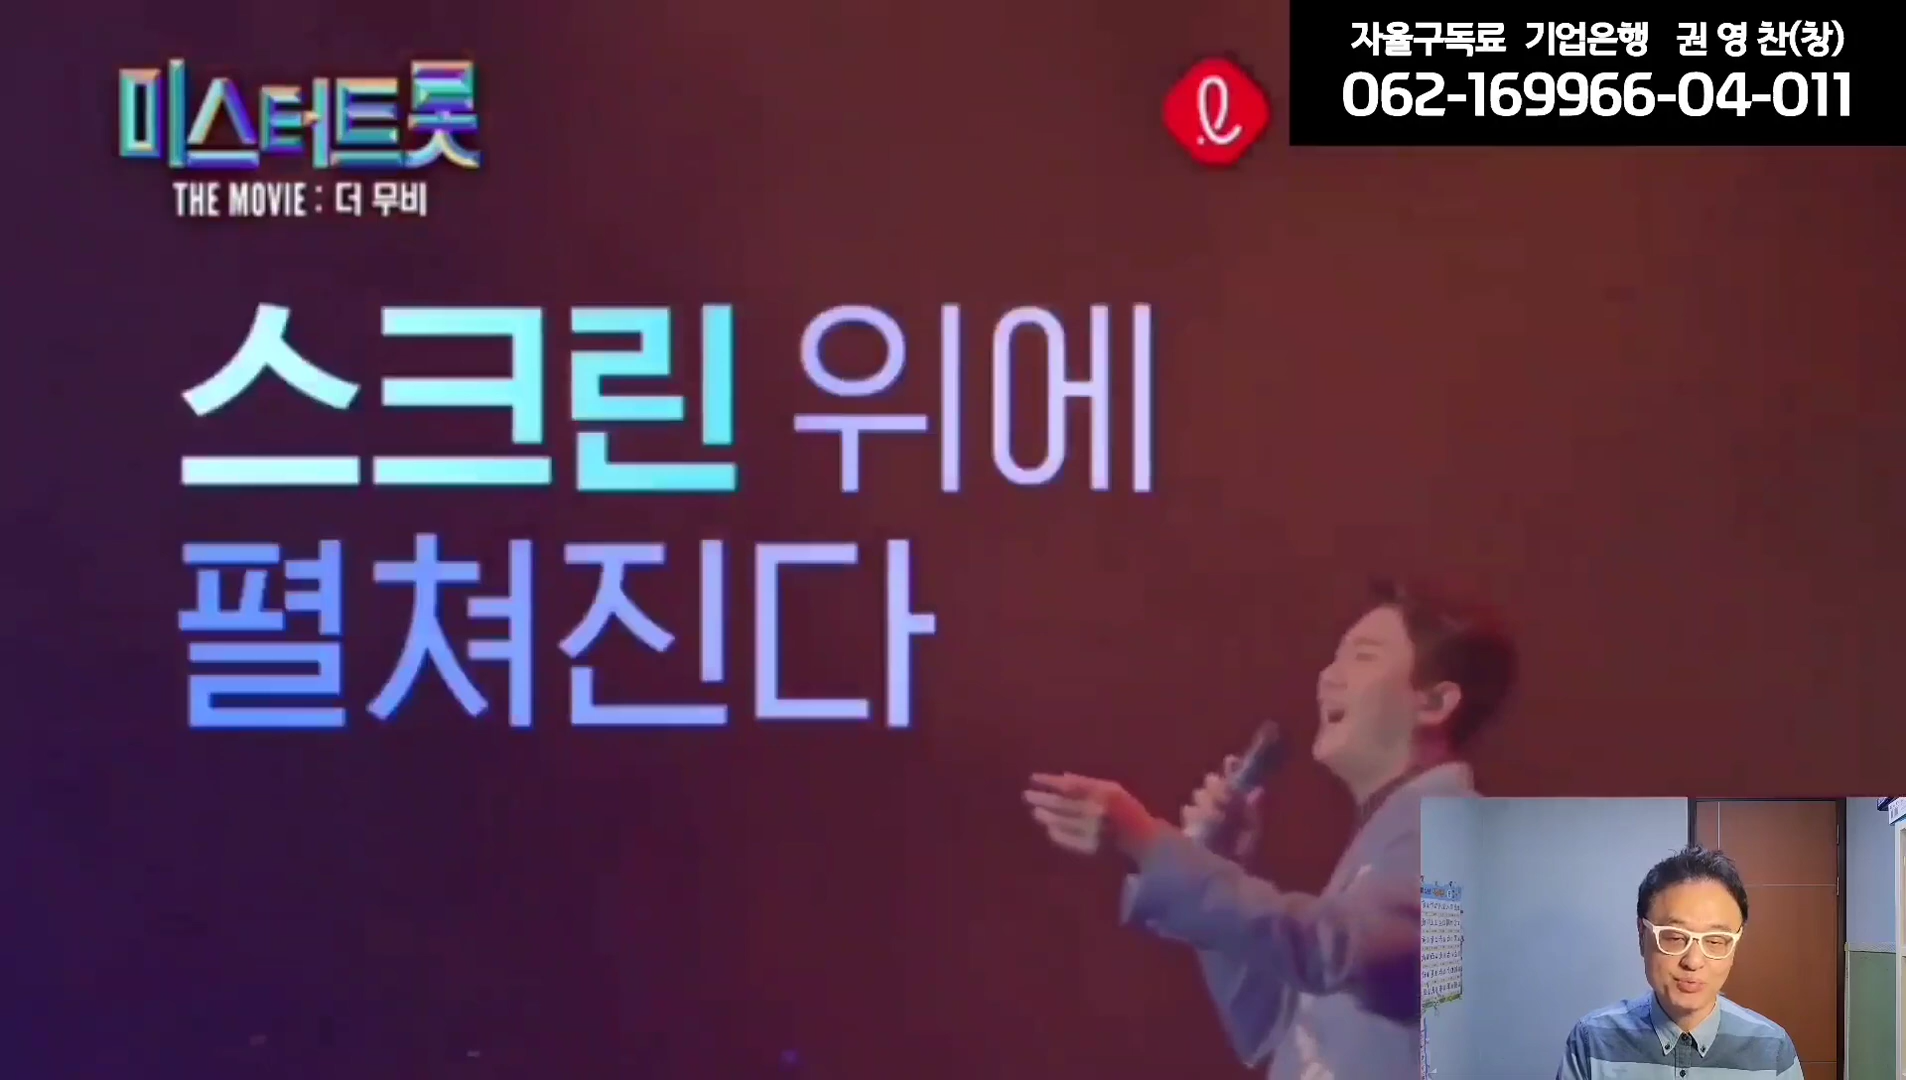 자율구독료 기업은행 권영찬(창)
062-169966-04-011
미스터트롯
THE MOVIE : 더 무비
스크린 위에
펼쳐진다